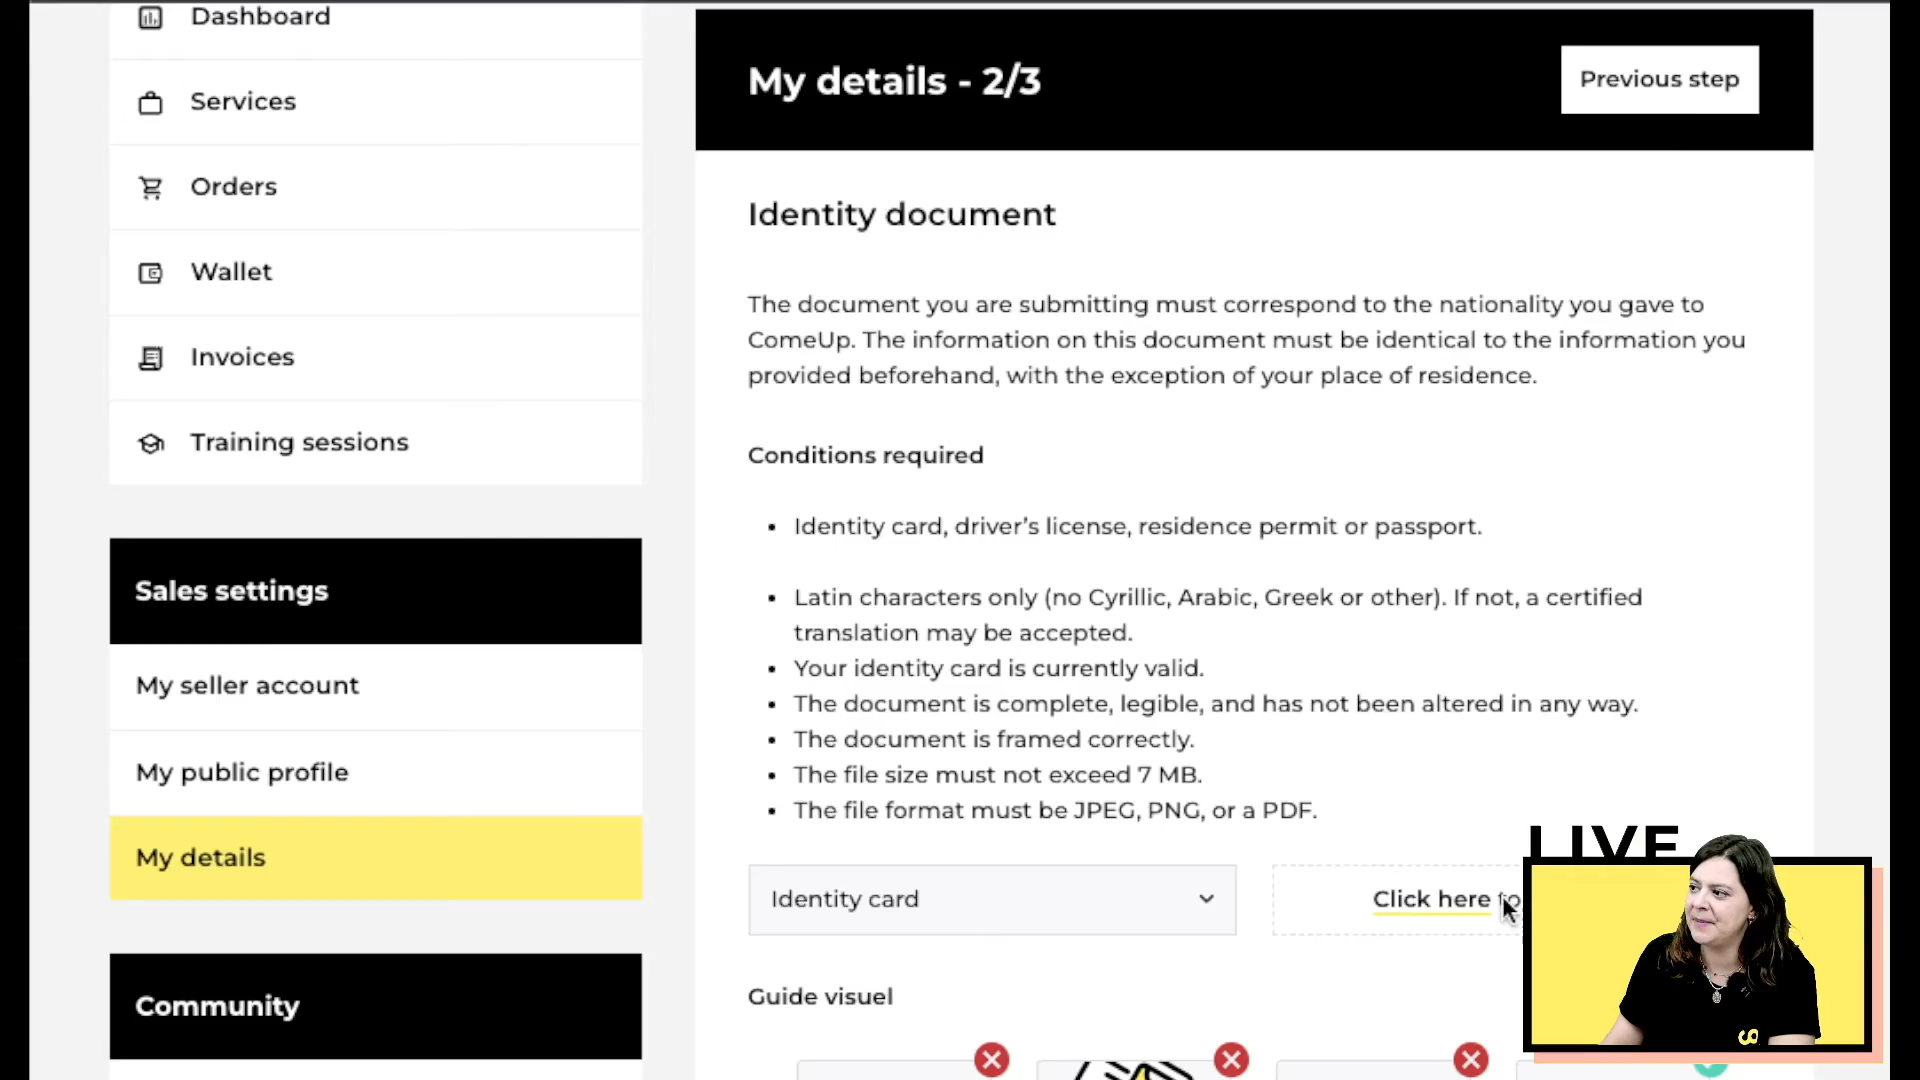 Dashboard
Services
Orders
Wallet
Invoices
Training sessions
Sales settings
My seller account
My public profile
My details
Community
My details - 2/3
Previous step
Identity document
The document you are submitting must correspond to the nationality you gave to
ComeUp. The information on this document must be identical to the information you
provided beforehand, with the exception of your place of residence.
Conditions required
• Identity card, driver's license, residence permit or passport.
• Latin characters only (no Cyrillic, Arabic, Greek or other). If not, a certified
translation may be accepted.
• Your identity card is currently valid.
• The document is complete, legible, and has not been altered in any way.
• The document is framed correctly.
• The file size must not exceed 7 MB.
• The file format must be JPEG, PNG, or a PDF.
Identity card
Click here
Guide visuel
LIVE